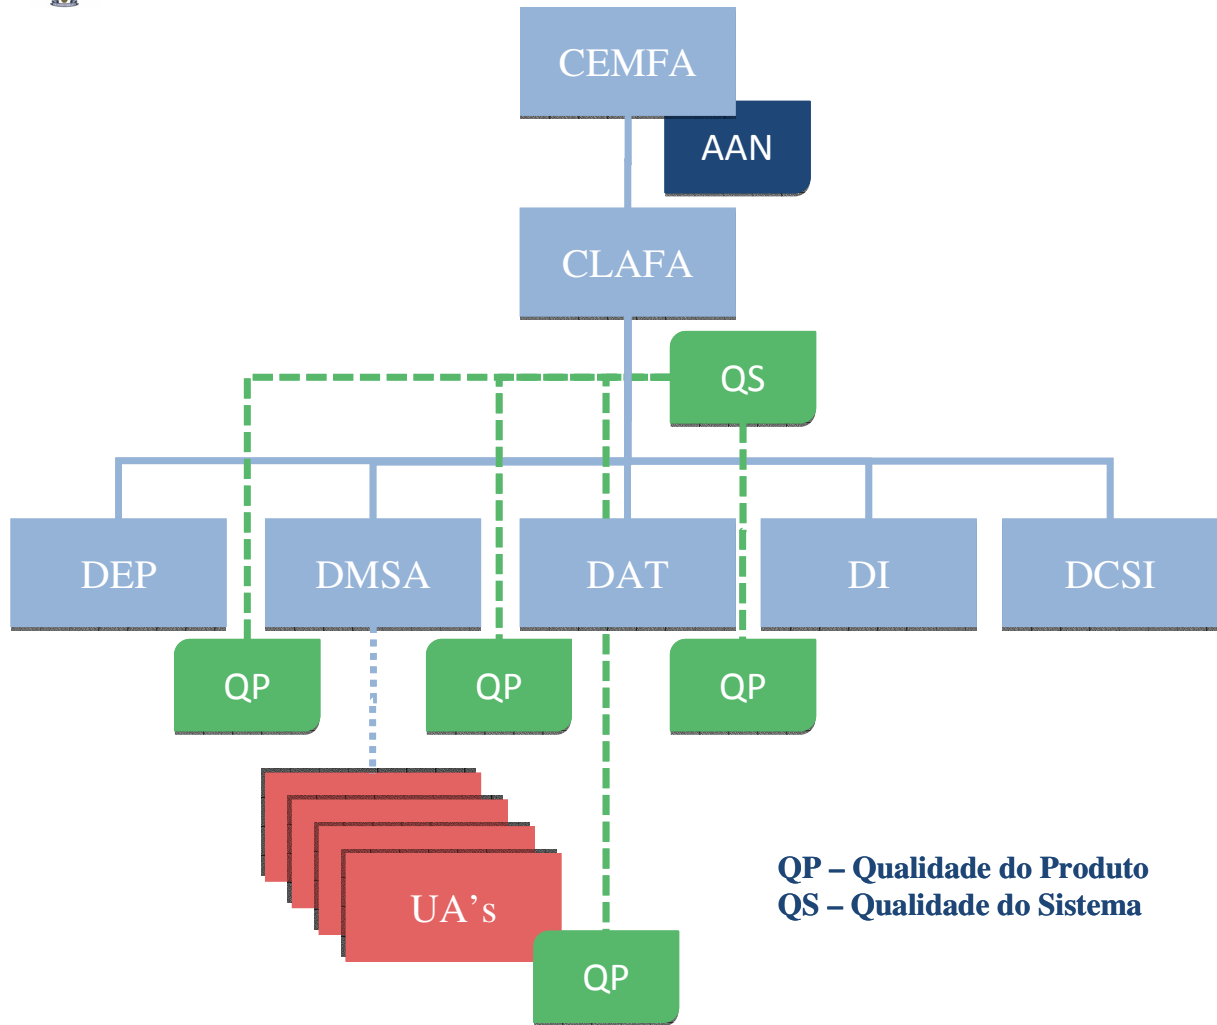 CEMFA
AAN
CLAFA
QS
DEP
DMSA
DAT
DI
DCSI
QP
QP
QP
UA's
QP – Qualidade do Produto
QS – Qualidade do Sistema
QP